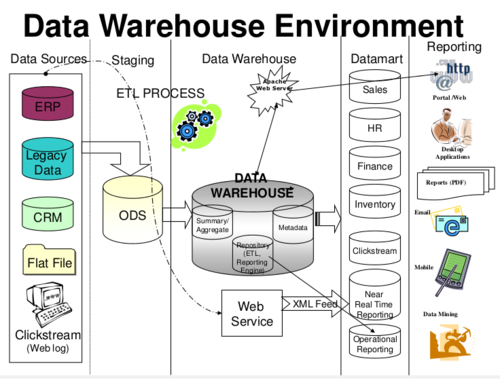 Data Warehouse Environment
Data Sources
Staging
Data Warehouse
Datamart
Reporting
ERP
Legacy
Data
CRM
Flat File
Clickstream
(Web log)
ETL PROCESS
ODS
Apache
Web Server
DATA
WAREHOUSE
Summary/
Aggregate
Metadata
Repository
(ETL,
Reporting
Engine)
Web
Service
XML Feed
Sales
HR
Finance
Inventory
Clickstream
Near
Real Time
Reporting
Operational
Reporting
http
@
Portal /Web
Desktop
Applications
Reports (PDF)
Email
Mobile
Data Mining